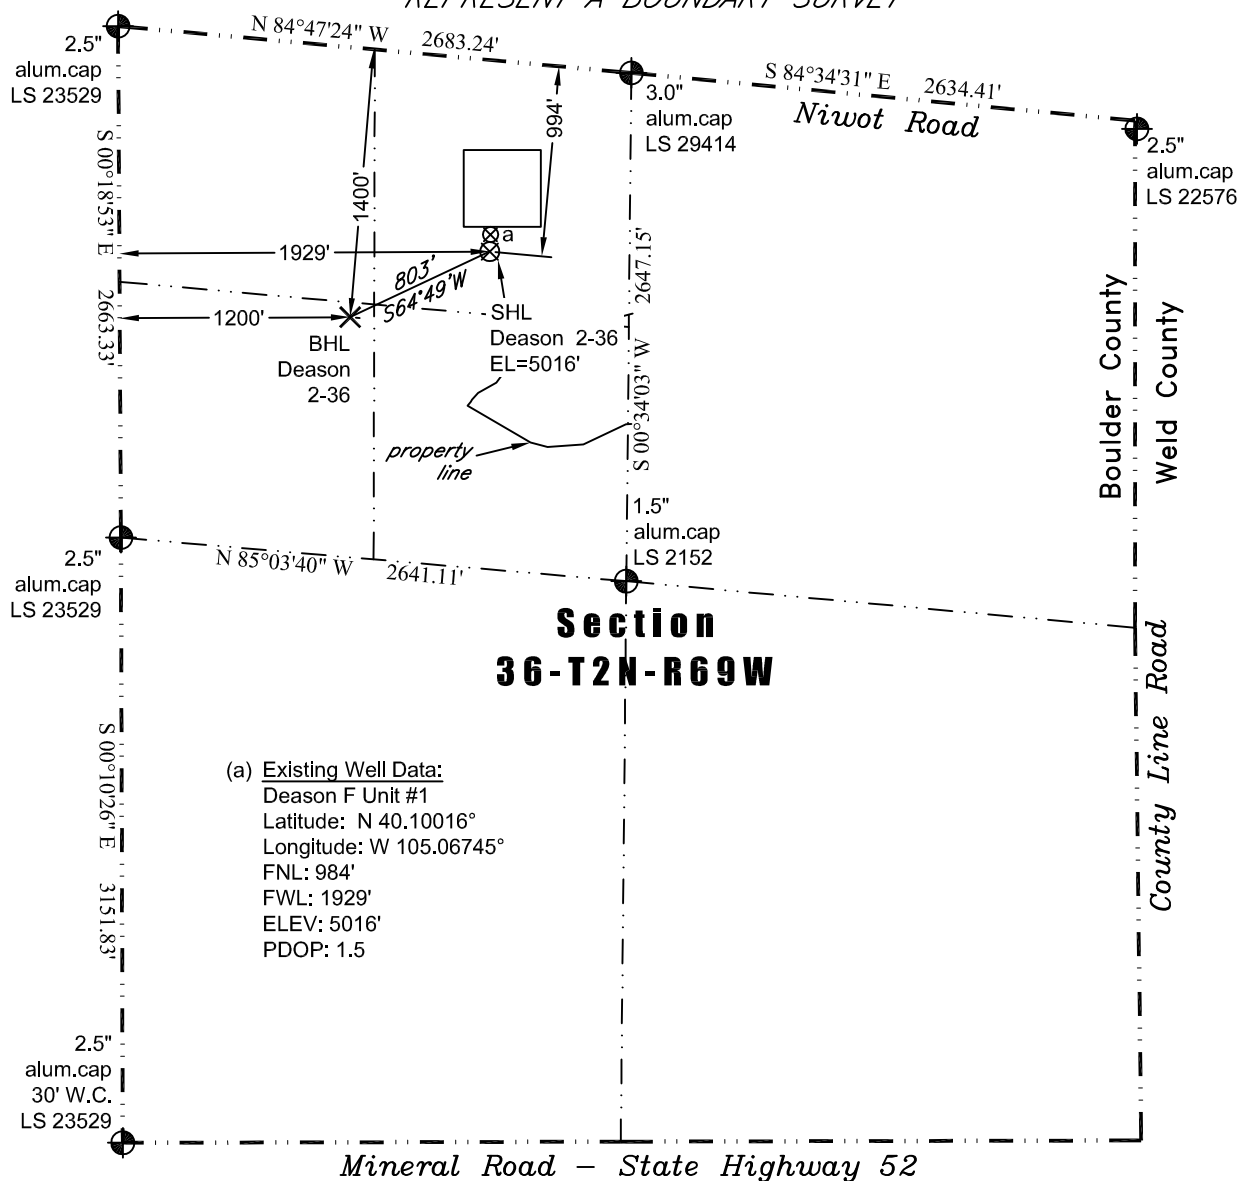 REPRESENT A BOUNDARY SURVEY
N 84°47'24" W 2683.24'
S 84°34'31" E 2634.41'
Niwot Road
2.5"
alum.cap
LS 23529
3.0"
alum.cap
LS 29414
2.5"
alum.cap
LS 22576
S 00°18'53" E 2663.33'
1400'
994'
a
1929'
803'
S64°49'W
1200'
BHL
Deason
2-36
SHL
Deason 2-36
EL=5016'
S 00°34'03" W 2647.15'
property
line
Boulder County
Weld County
2.5"
alum.cap
LS 23529
N 85°03'40" W 2641.11'
1.5"
alum.cap
LS 2152
Section
36-T2N-R69W
County Line Road
S 00°10'26" E 3151.83'
(a) Existing Well Data:
Deason F Unit #1
Latitude: N 40.10016°
Longitude: W 105.06745°
FNL: 984'
FWL: 1929'
ELEV: 5016'
PDOP: 1.5
2.5"
alum.cap
30' W.C.
LS 23529
Mineral Road – State Highway 52